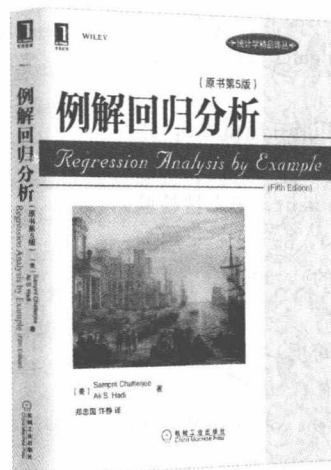 WILEY
统计学精品译丛
(原书第5版)
例解回归分析
Regression Analysis by Example
(Fifth Edition)
[美] Samprit Chatterjee
Ali S. Hadi
著
郑忠国 许静 译
机械工业出版社
China Machine Press
例解回归分析
(原书第5版)
Regression Analysis by Example